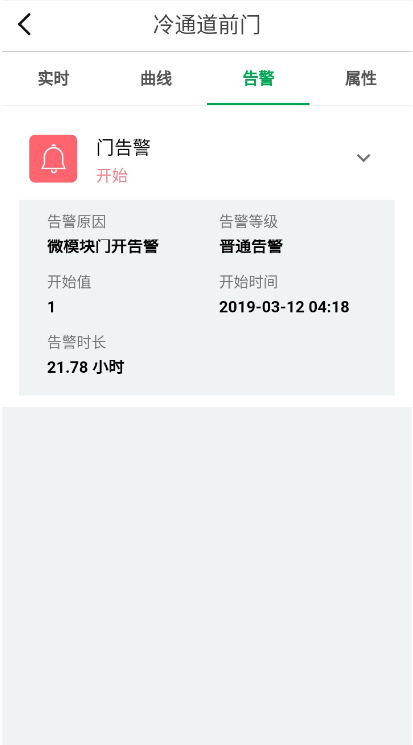 冷通道前门
实时 曲线 告警 属性
门告警
开始
告警原因 告警等级
微模块门开告警 普通告警
开始值 开始时间
1 2019-03-12 04:18
告警时长
21.78 小时